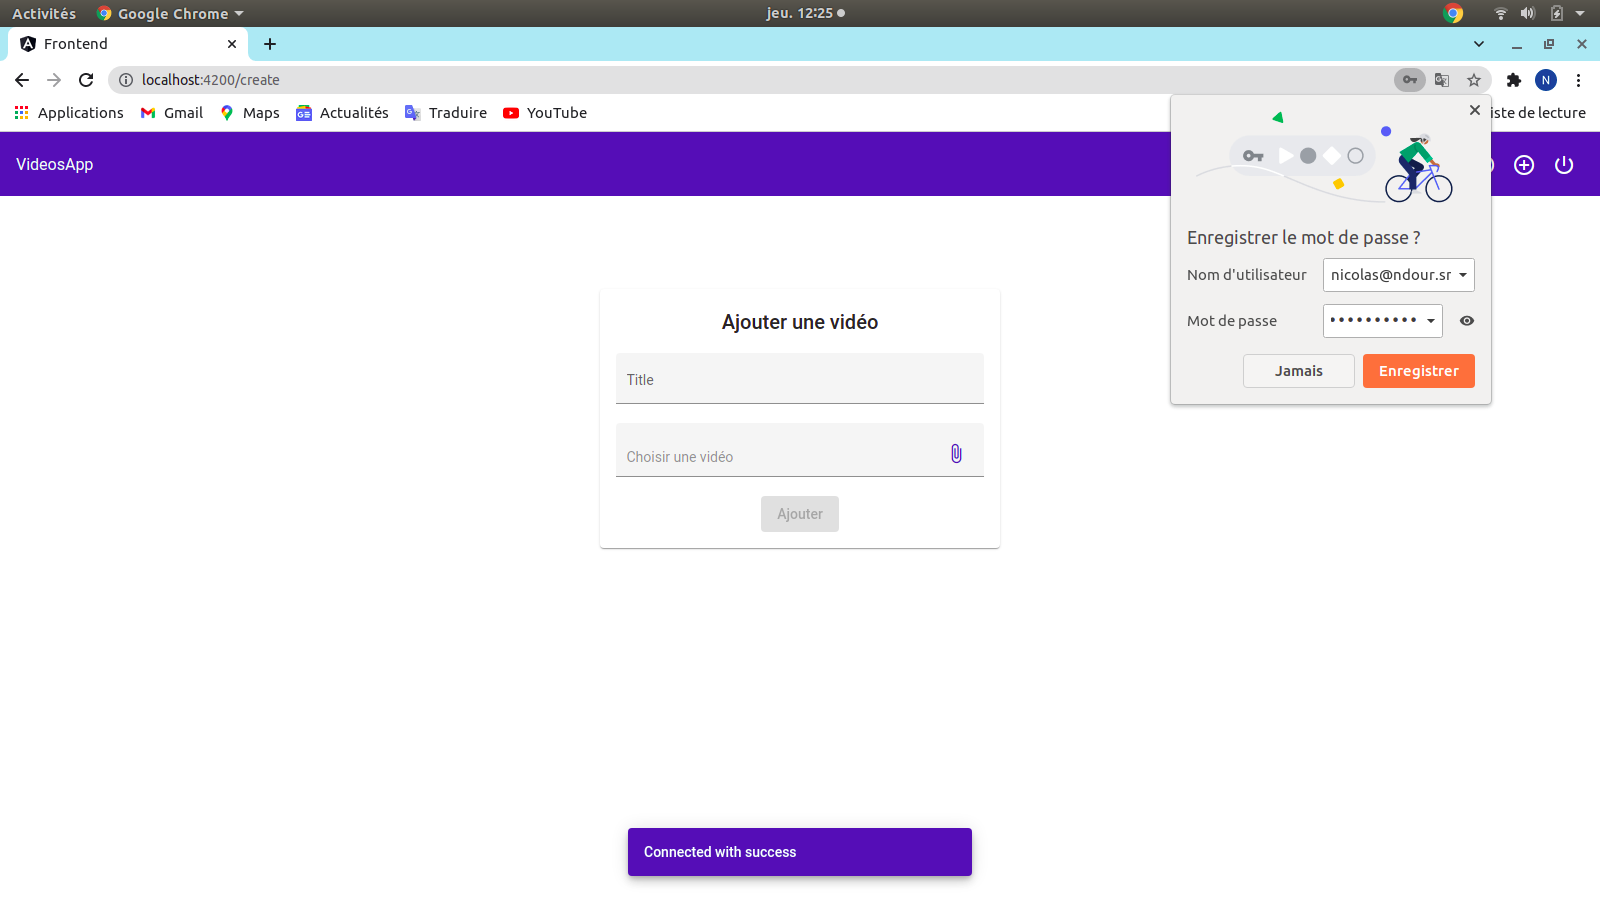 Activités Google Chrome jeu. 12:25
Frontend
localhost:4200/create N
Applications Gmail Maps Actualités Traduire YouTube iste de lecture
VideosApp
Enregistrer le mot de passe ?
Nom d'utilisateur nicolas@ndour.sr
Mot de passe ••••••••••
Jamais Enregistrer
Ajouter une vidéo
Title
Choisir une vidéo
Ajouter
Connected with success